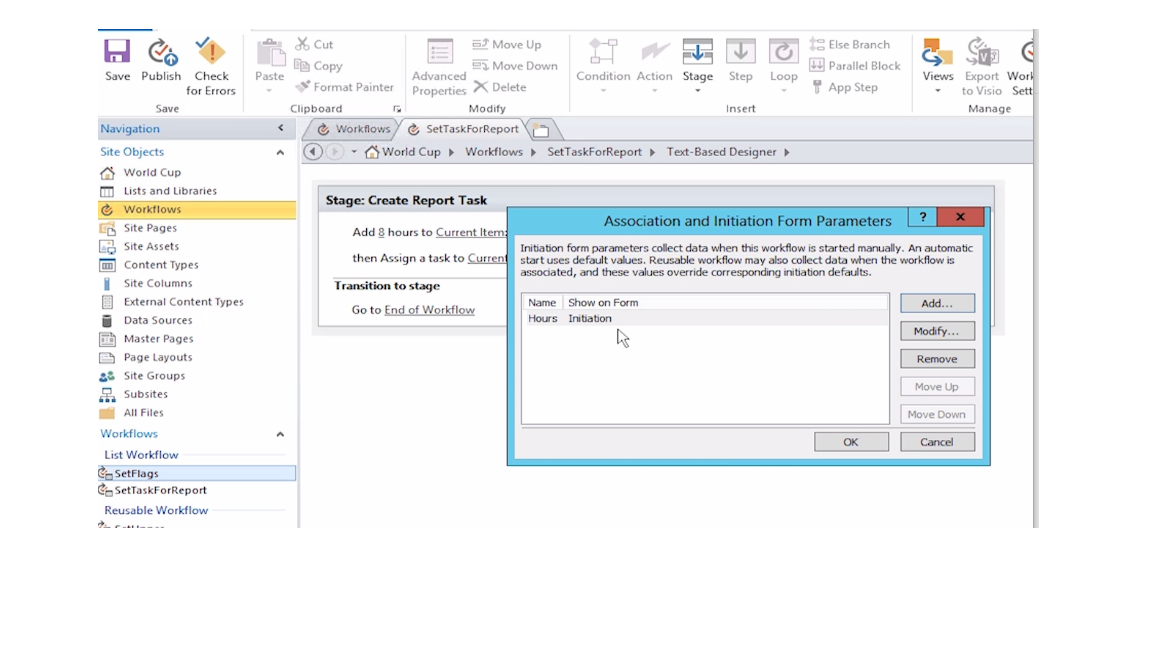 Save Publish Check for Errors
Save
Paste
Cut
Copy
Format Painter
Clipboard
Advanced Properties
Move Up
Move Down
Delete
Modify
Condition Action Stage Step Loop
Else Branch
Parallel Block
App Step
Insert
Views Export to Visio
Manage
Navigation
Site Objects
World Cup
Lists and Libraries
Workflows
Site Pages
Site Assets
Content Types
Site Columns
External Content Types
Data Sources
Master Pages
Page Layouts
Site Groups
Subsites
All Files
Workflows
List Workflow
SetFlags
SetTaskForReport
Reusable Workflow
Workflows SetTaskForReport
World Cup Workflows SetTaskForReport Text-Based Designer
Stage: Create Report Task
Add 8 hours to Current Item:
then Assign a task to Current
Transition to stage
Go to End of Workflow
Association and Initiation Form Parameters ? x
Initiation form parameters collect data when this workflow is started manually. An automatic
start uses default values. Reusable workflow may also collect data when the workflow is
associated, and these values override corresponding initiation defaults.
Name Show on Form
Hours Initiation
Add...
Modify...
Remove
Move Up
Move Down
OK Cancel